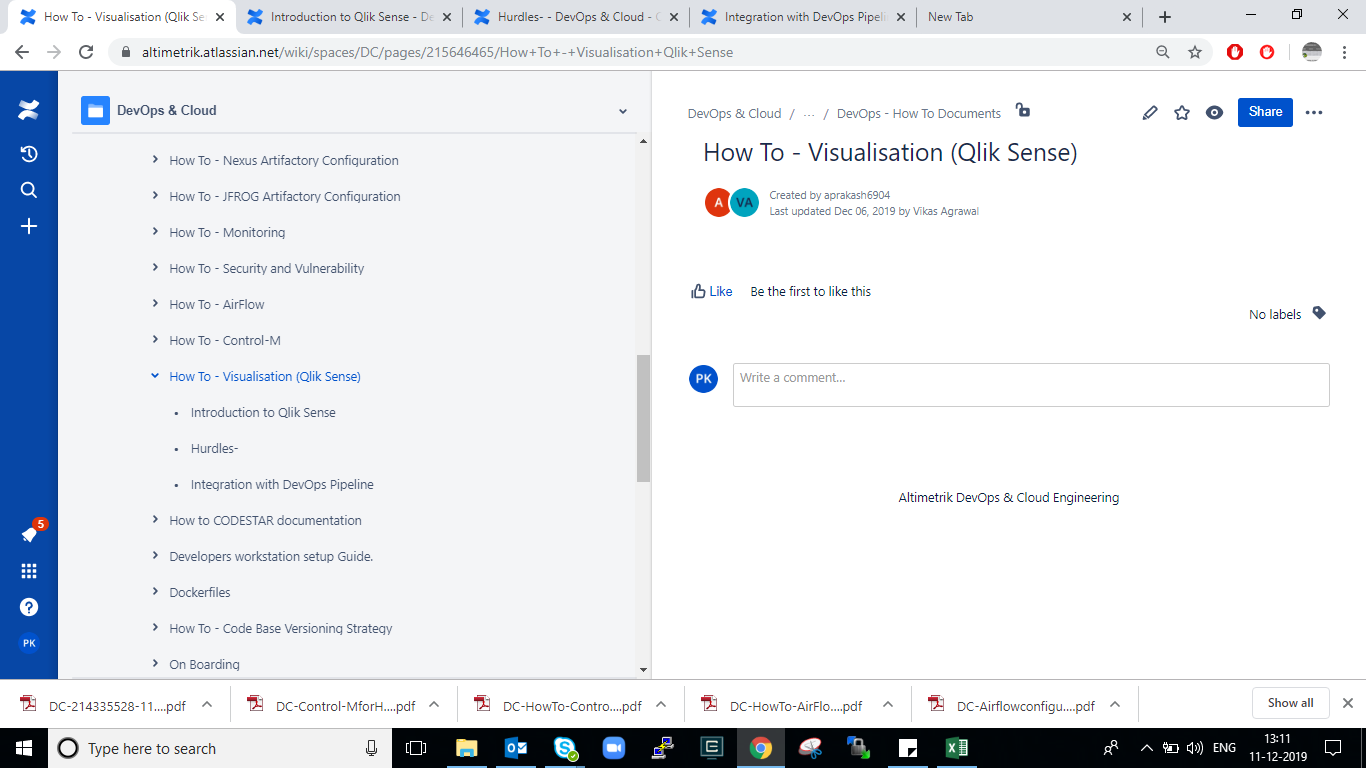 How To - Visualisation (Qlik Se
Introduction to Qlik Sense - De
Hurdles- - DevOps & Cloud - C
Integration with DevOps Pipeli
New Tab
altimetrik.atlassian.net/wiki/spaces/DC/pages/215646465/How+To+-+Visualisation+Qlik+Sense
DevOps & Cloud
How To - Nexus Artifactory Configuration
How To - JFROG Artifactory Configuration
How To - Monitoring
How To - Security and Vulnerability
How To - AirFlow
How To - Control-M
How To - Visualisation (Qlik Sense)
• Introduction to Qlik Sense
• Hurdles-
• Integration with DevOps Pipeline
How to CODESTAR documentation
Developers workstation setup Guide.
Dockerfiles
How To - Code Base Versioning Strategy
On Boarding
5
PK
DevOps & Cloud / ... / DevOps - How To Documents
Share
How To - Visualisation (Qlik Sense)
A VA
Created by aprakash6904
Last updated Dec 06, 2019 by Vikas Agrawal
Like Be the first to like this
No labels
PK
Write a comment...
Altimetrik DevOps & Cloud Engineering
DC-214335528-11....pdf
DC-Control-MforH....pdf
DC-HowTo-Contro....pdf
DC-HowTo-AirFlo....pdf
DC-Airflowconfigu....pdf
Show all
Type here to search
ENG
13:11
11-12-2019